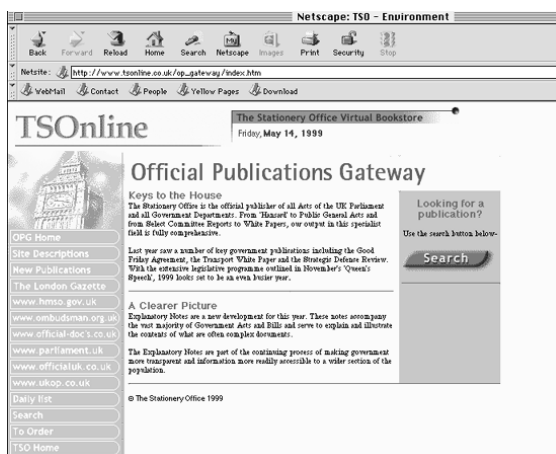 Netscape: TSO - Environment
Back Forward Reload Home Search Netscape Images Print Security Stop
Netsite: http://www.tsonline.co.uk/op_gateway/index.htm
WebMail Contact People Yellow Pages Download
TSOnline
The Stationery Office Virtual Bookstore
Friday, May 14, 1999
Official Publications Gateway
Keys to the House
The Stationery Office is the official publisher of all Acts of the UK Parliament
and all Government Departments. From 'Hansard' to Public General Acts and
from Select Committee Reports to White Papers, our output in this specialist
field is fully comprehensive.
Last year saw a number of key government publications including the Good
Friday Agreement, the Transport White Paper and the Strategic Defense Review.
With the extensive legislative programme outlined in November's 'Queen's
Speech', 1999 looks set to be an even busier year.
A Clearer Picture
Explanatory Notes are a new development for this year. These notes accompany
the vast majority of Government Acts and Bills and serve to explain and illustrate
the contents of what are often complex documents.
The Explanatory Notes are part of the continuing process of making government
more transparent and information more readily accessible to a wider section of the
population.
© The Stationery Office 1999
Looking for a
publication?
Use the search button below-
Search
OPG Home
Site Descriptions
New Publications
The London Gazette
www.hmso.gov.uk
www.ombudsman.org.uk
www.official-doc's.co.uk
www.parliament.uk
www.officialuk.co.uk
www.ukop.co.uk
Daily list
Search
To Order
TSO Home